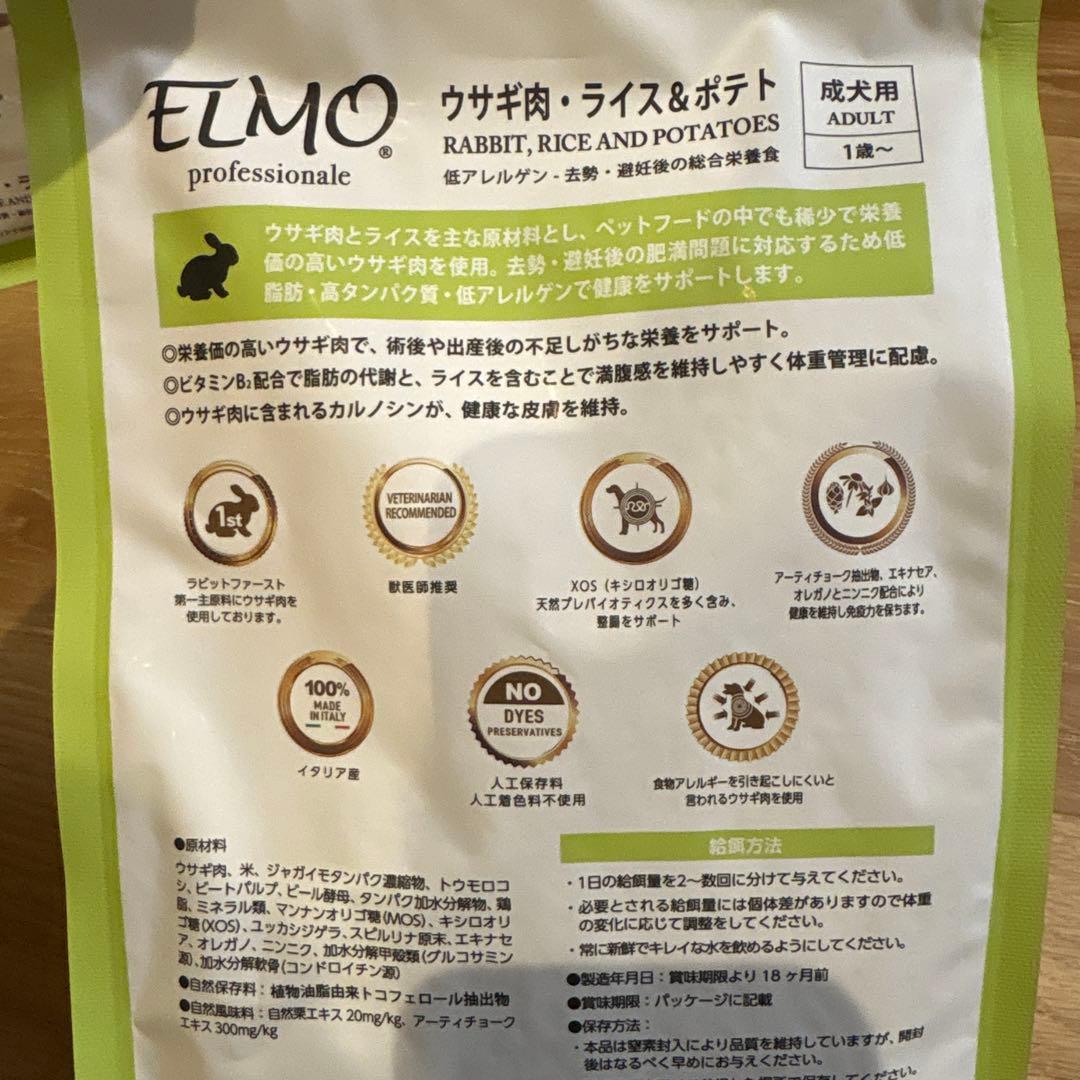 ELMO®
professionale
ウサギ肉・ライス&ポテト
RABBIT, RICE AND POTATOES
低アレルゲン - 去勢・避妊後の総合栄養食
成犬用
ADULT
1歳〜
ウサギ肉とライスを主な原材料とし、ペットフードの中でも稀少で栄養
価の高いウサギ肉を使用。去勢・避妊後の肥満問題に対応するため低
脂肪・高タンパク質・低アレルゲンで健康をサポートします。
◎栄養価の高いウサギ肉で、術後や出産後の不足しがちな栄養をサポート。
◎ビタミンB₂配合で脂肪の代謝と、ライスを含むことで満腹感を維持しやすく体重管理に配慮。
◎ウサギ肉に含まれるカルノシンが、健康な皮膚を維持。
1st
ラビットファースト
第一主原料にウサギ肉を
使用しております。
VETERINARIAN
RECOMMENDED
獣医師推奨
XOS（キシロオリゴ糖）
天然プレバイオティクスを多く含み、
整腸をサポート
アーティチョーク抽出物、エキナセア、
オレガノとニンニク配合により
健康を維持し免疫力を保ちます。
100%
MADE
IN ITALY
イタリア産
NO
DYES
PRESERVATIVES
人工保存料
人工着色料不使用
食物アレルギーを引き起こしにくいと
言われるウサギ肉を使用
●原材料
ウサギ肉、米、ジャガイモタンパク濃縮物、トウモロコ
シ、ビートパルプ、ビール酵母、タンパク加水分解物、鶏
脂、ミネラル類、マンナンオリゴ糖(MOS)、キシロオリ
ゴ糖(XOS)、ユッカシジゲラ、スピルリナ原末、エキナセ
ア、オレガノ、ニンニク、加水分解甲殻類(グルコサミン
源)、加水分解軟骨(コンドロイチン源)
●自然保存料：植物油脂由来トコフェロール抽出物
●自然風味料：自然栗エキス 20mg/kg、アーティチョーク
エキス 300mg/kg
給餌方法
・1日の給餌量を2〜数回に分けて与えてください。
・必要とされる給餌量には個体差がありますので体重
の変化に応じて調整をしてください。
・常に新鮮でキレイな水を飲めるようにしてください。
●製造年月日：賞味期限より 18 ヶ月前
●賞味期限：パッケージに記載
●保存方法：
・本品は窒素封入により品質を維持していますが、開封
後はなるべく早めにお与えください。